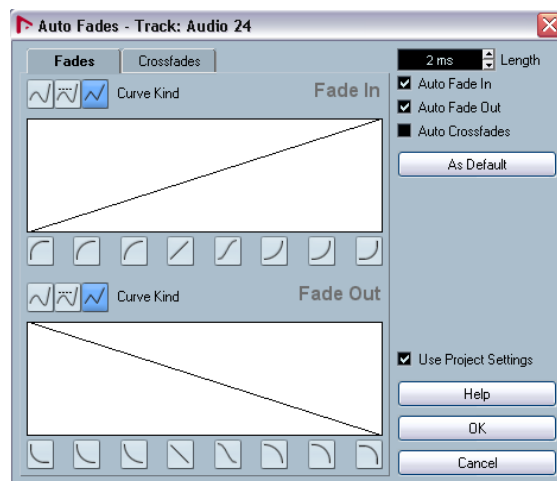 Auto Fades - Track: Audio 24
Fades
Crossfades
2 ms
Length
Curve Kind
Fade In
Auto Fade In
Auto Fade Out
Auto Crossfades
As Default
Curve Kind
Fade Out
Use Project Settings
Help
OK
Cancel